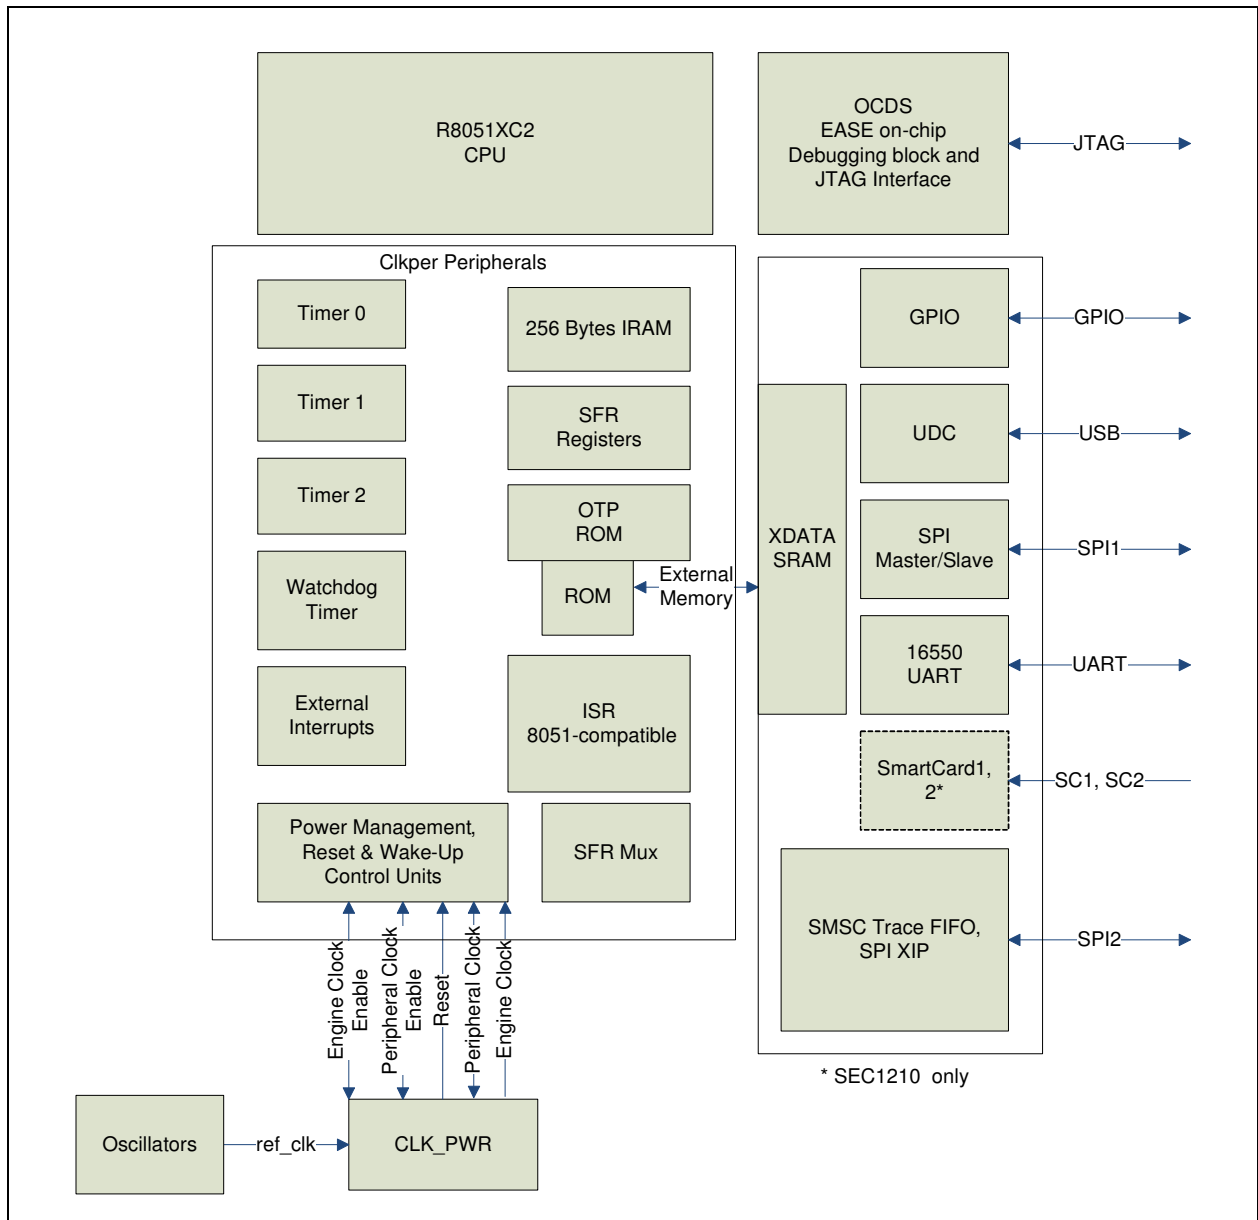 R8051XC2
CPU
OCDS
EASE on-chip
Debugging block and
JTAG Interface
JTAG
Clkper Peripherals
Timer 0
Timer 1
Timer 2
Watchdog
Timer
External
Interrupts
Power Management,
Reset & Wake-Up
Control Units
256 Bytes IRAM
SFR
Registers
OTP
ROM
ROM
External
Memory
ISR
8051-compatible
SFR Mux
XDATA
SRAM
GPIO
GPIO
UDC
USB
SPI
Master/Slave
SPI1
16550
UART
UART
SmartCard1,
2*
SC1, SC2
SMSC Trace FIFO,
SPI XIP
SPI2
* SEC1210 only
Engine Clock
Enable
Peripheral Clock
Enable
Reset
Peripheral Clock
Engine Clock
Oscillators
ref_clk
CLK_PWR